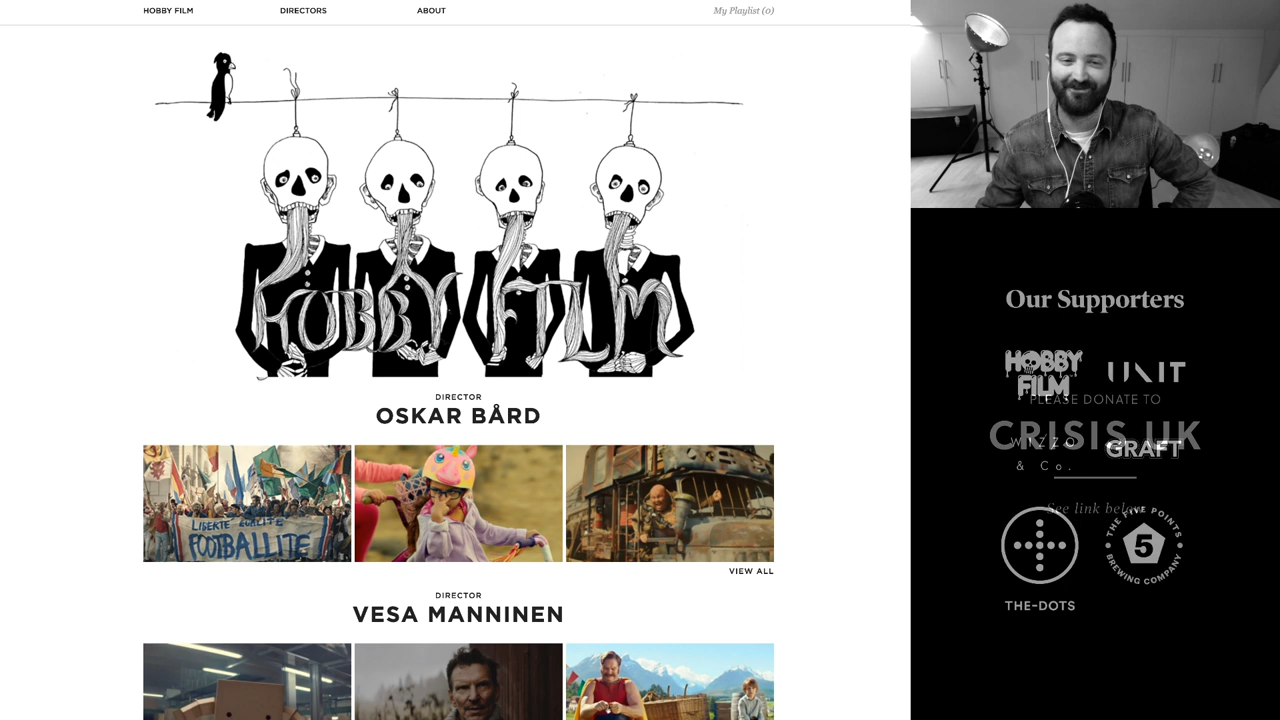 HOBBY FILM
DIRECTORS
ABOUT
My Playlist (0)
HOBBY FILM
DIRECTOR
OSKAR BÅRD
LIBERTE EGALITE
FOOTBALLITE
VIEW ALL
DIRECTOR
VESA MANNINEN
Our Supporters
HOBBY
FILM
UNIT
PLEASE DONATE TO
CRISIS UK
WIZZO
& Co.
GRAFT
See link below
THE FIVE POINTS
5
BREWING COMPANY
THE-DOTS